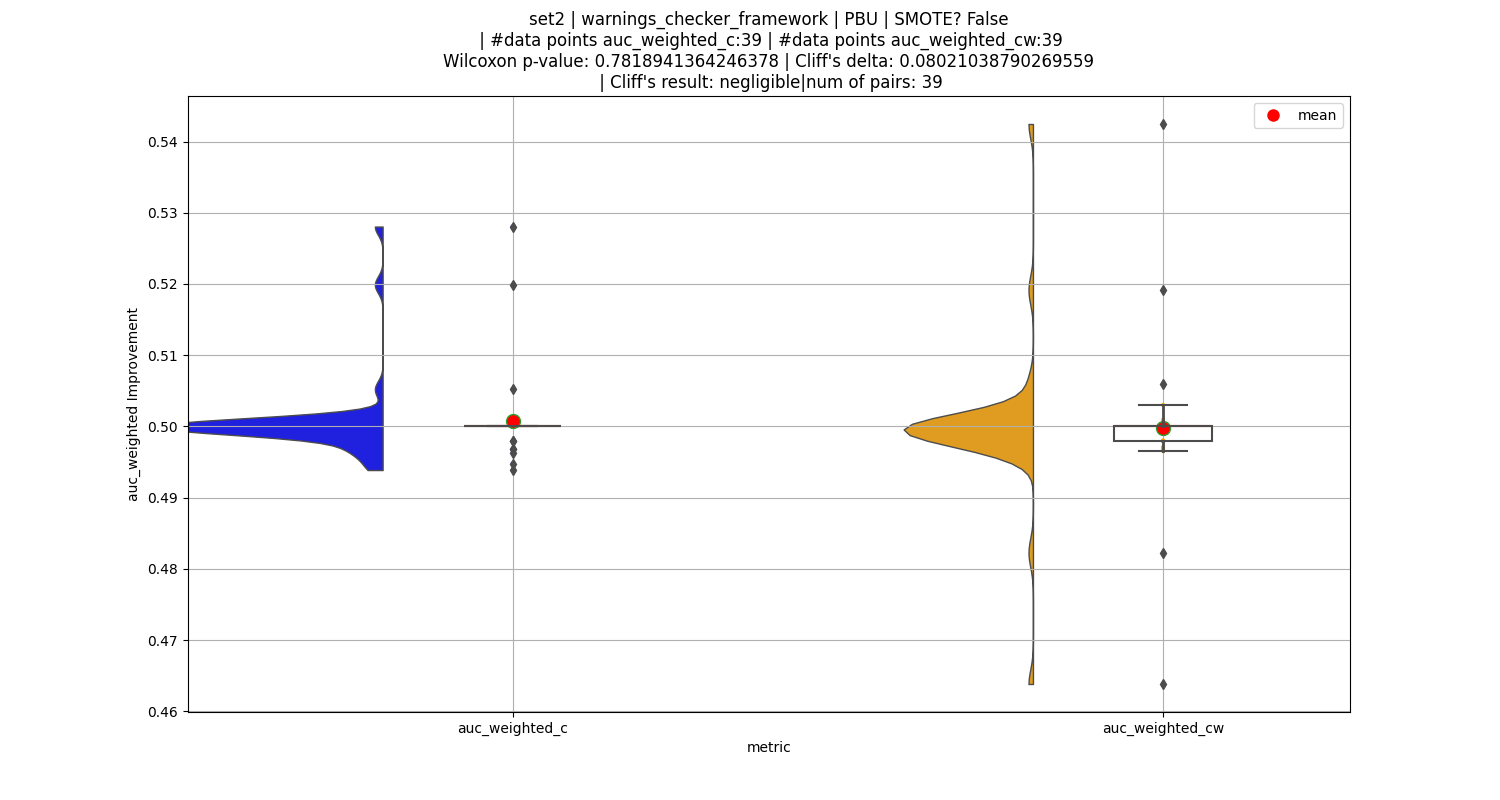 set2 | warnings_checker_framework | PBU | SMOTE? False
| #data points auc_weighted_c:39 | #data points auc_weighted_cw:39
Wilcoxon p-value: 0.7818941364246378 | Cliff's delta: 0.08021038790269559
| Cliff's result: negligible|num of pairs: 39
mean
0.54
0.53
0.52
0.51
0.50
0.49
0.48
0.47
0.46
auc_weighted Improvement
auc_weighted_c
auc_weighted_cw
metric